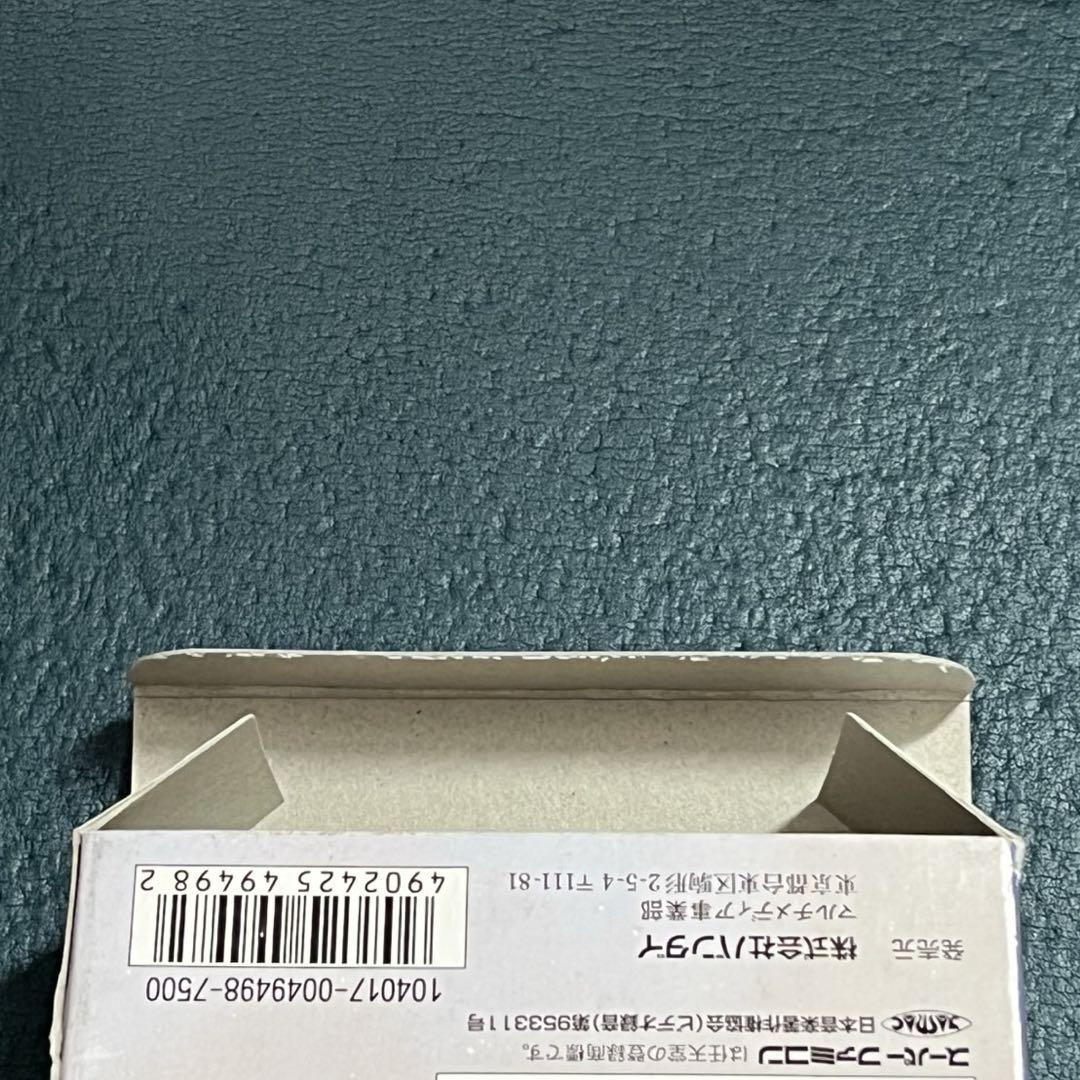 スーパーファミコンは任天堂の登録商標です。
JASRAC 日本音楽著作権協会(ビデオ録音)第9533311号
発売元 株式会社バンダイ
マルチメディア事業部
東京都台東区駒形2-5-4 〒111-81
104017-0049498-7500
4902425 494982